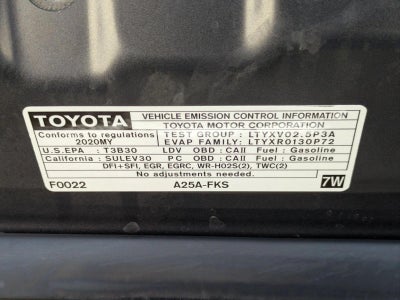 TOYOTA VEHICLE EMISSION CONTROL INFORMATION
TOYOTA MOTOR CORPORATION
Conforms to regulations TEST GROUP : LTYXV02.5P3A
2020MY EVAP FAMILY: LTYXR0130P72
U.S.EPA : T3B30 LDV OBD : CAII Fuel : Gasoline
California : SULEV30 PC OBD : CAII Fuel : Gasoline
DFI+SFI, EGR, EGRC, WR-HO2S(2), TWC(2)
No adjustments needed.
F0022 A25A-FKS 7W